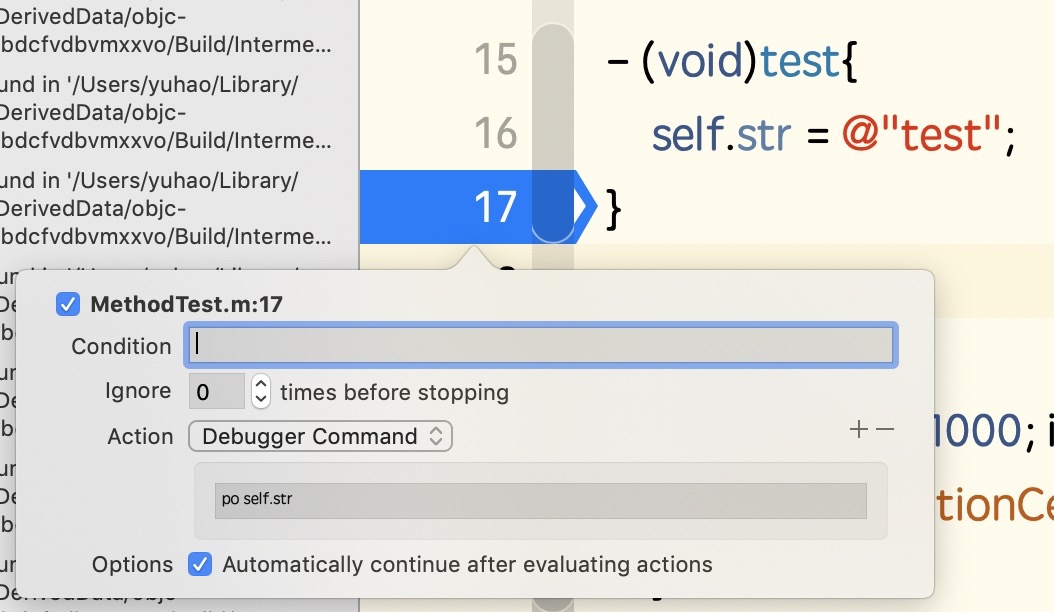 DerivedData/objc-
bdcfvdbvmxxvo/Build/Interme...
und in '/Users/yuhao/Library/
DerivedData/objc-
bdcfvdbvmxxvo/Build/Interme...
und in '/Users/yuhao/Library/
DerivedData/objc-
bdcfvdbvmxxvo/Build/Interme...
15 - (void)test{
16 self.str = @"test";
17 }
MethodTest.m:17
Condition
Ignore 0 times before stopping
Action Debugger Command
po self.str
Options Automatically continue after evaluating actions
1000; i
tionCe